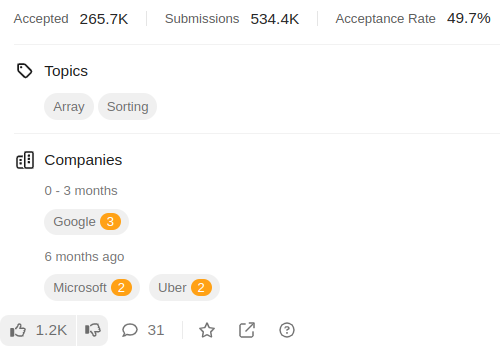 Accepted 265.7K Submissions 534.4K Acceptance Rate 49.7%
Topics
Array Sorting
Companies
0 - 3 months
Google 3
6 months ago
Microsoft 2 Uber 2
1.2K 31